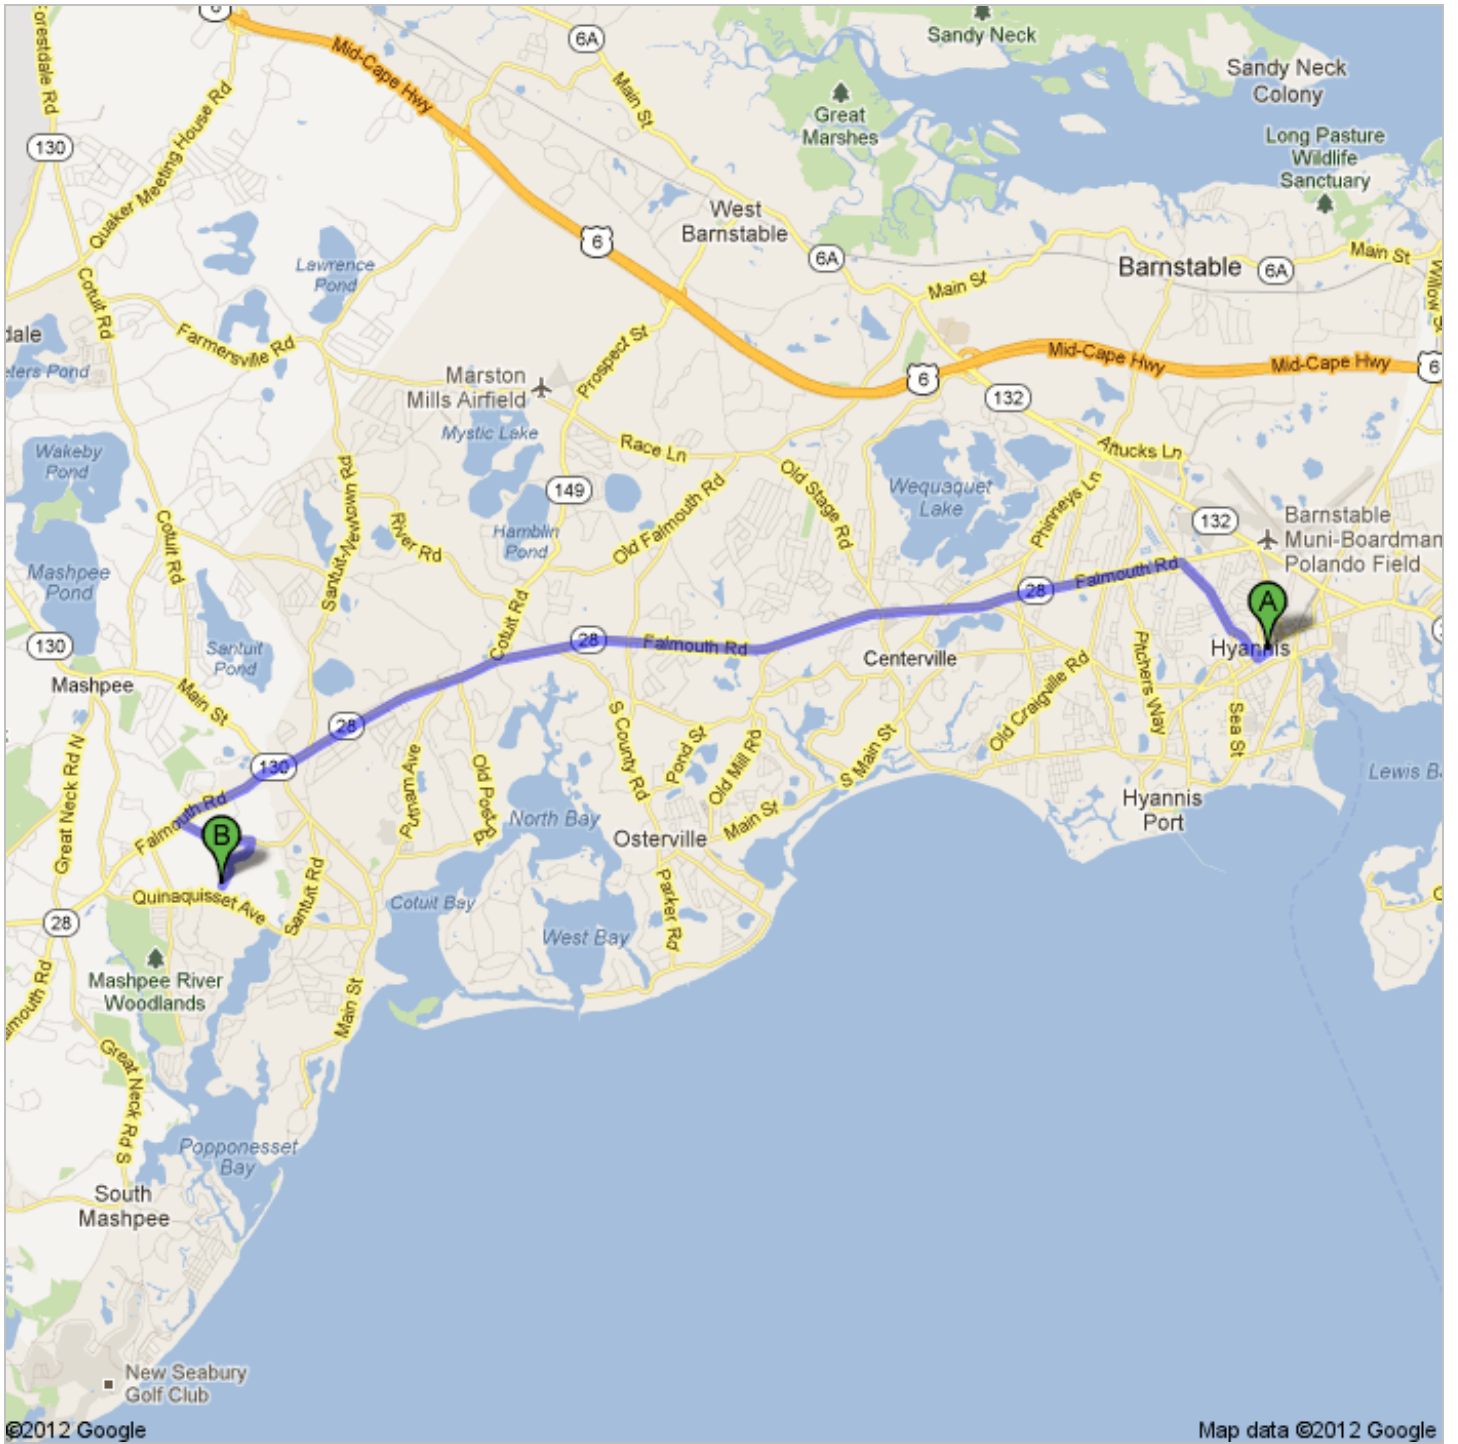 6
Forestdale Rd
Mid-Cape Hwy
6A
Main St
Sandy Neck
Sandy Neck
Colony
Great
Marshes
Long Pasture
Wildlife
Sanctuary
130
Quaker Meeting House Rd
West
Barnstable
6
6A
Main St
Barnstable
6A
Main St
Lawrence
Pond
Cotuit Rd
Farmersville Rd
dale
eters Pond
Prospect St
Marston
Mills Airfield
Mystic Lake
6
Mid-Cape Hwy
Mid-Cape Hwy
6
132
Wakeby
Pond
Race Ln
Attucks Ln
149
Old Stage Rd
Wequaquet
Lake
Phinneys Ln
132
Barnstable
Muni-Boardman
Polando Field
Santuit-Newtown Rd
River Rd
Hamblin
Pond
Old Falmouth Rd
Cotuit Rd
Mashpee
Pond
28
Falmouth Rd
A
Cotuit Rd
28
Falmouth Rd
Centerville
Hyannis
130
Santuit
Pond
Mashpee
Main St
Pitchers Way
Old Craigville Rd
Sea St
28
S County Rd
Pond St
Old Mill Rd
S Main St
Great Neck Rd N
130
Putnam Ave
Old Post Rd
Lewis Ba
Hyannis
Port
Falmouth Rd
B
North Bay
Osterville
Main St
Quinaquisset Ave
Santuit Rd
Cotuit Bay
Parker Rd
28
West Bay
Mashpee River
Woodlands
almouth Rd
Main St
Great Neck Rd S
Popponesset
Bay
South
Mashpee
New Seabury
Golf Club
©2012 Google
Map data ©2012 Google